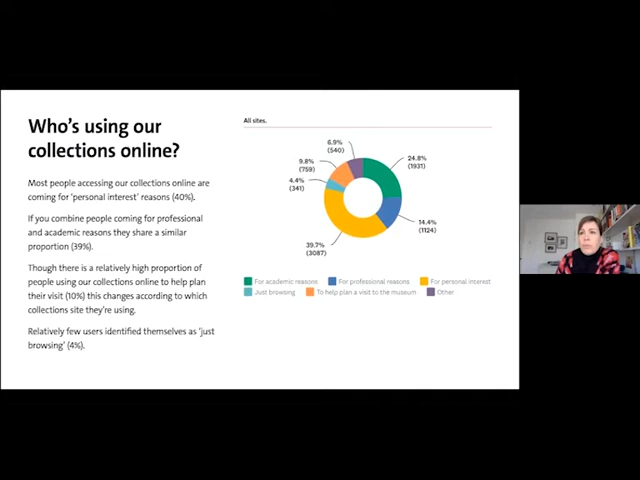 Who's using our
collections online?
Most people accessing our collections online are
coming for 'personal interest' reasons (40%).
If you combine people coming for professional
and academic reasons they share a similar
proportion (39%).
Though there is a relatively high proportion of
people using our collections online to help plan
their visit (10%) this changes according to which
collections site they're using.
Relatively few users identified themselves as 'just
browsing' (4%).
All sites.
6.9%
(540)
9.8%
(759)
4.4%
(341)
24.8%
(1931)
14.4%
(1124)
39.7%
(3087)
For academic reasons
For professional reasons
For personal interest
Just browsing
To help plan a visit to the museum
Other